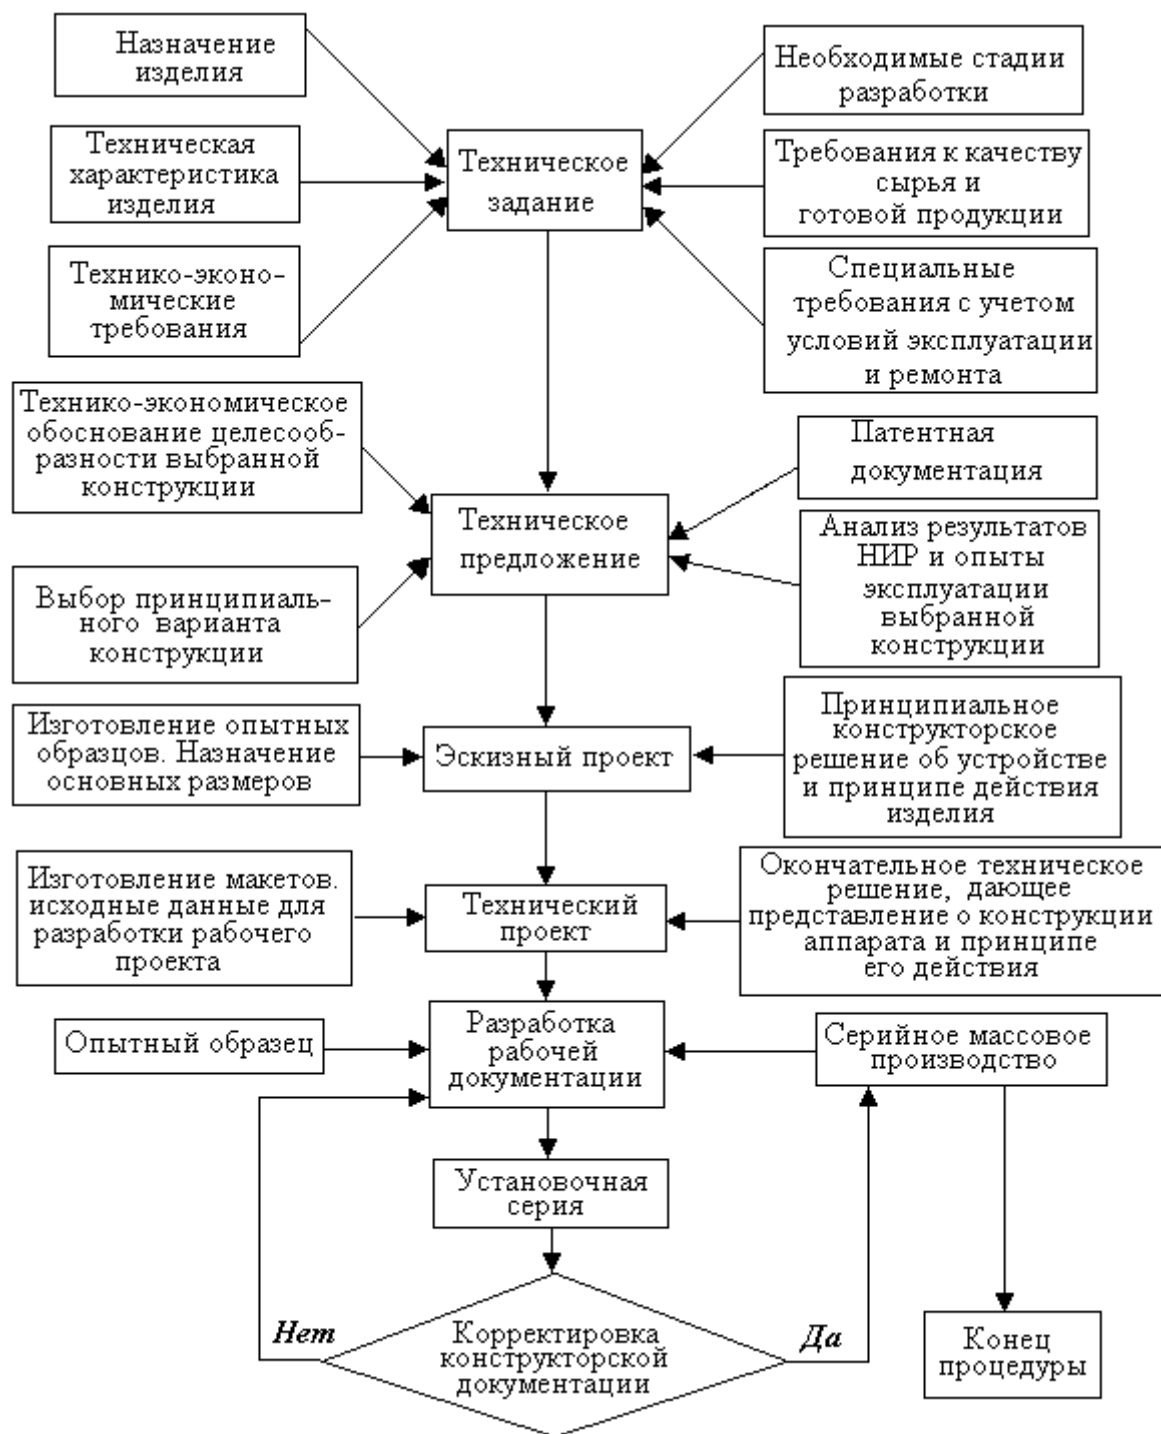 Назначение
изделия
Необходимые стадии
разработки
Техническая
характеристика
изделия
Техническое
задание
Требования к качеству
сырья и
готовой продукции
Технико-эконо-
мические
требования
Специальные
требования с учетом
условий эксплуатации
и ремонта
Технико-экономическое
обоснование целесооб-
разности выбранной
конструкции
Патентная
документация
Техническое
предложение
Анализ результатов
НИР и опыты
эксплуатации
выбранной
конструкции
Выбор принципиаль-
ного варианта
конструкции
Изготовление опытных
образцов. Назначение
основных размеров
Эскизный проект
Принципиальное
конструкторское
решение об устройстве
и принципе действия
изделия
Изготовление макетов.
исходные данные для
разработки рабочего
проекта
Технический
проект
Окончательное техническое
решение, дающее
представление о конструкции
аппарата и принципе
его действия
Опытный образец
Разработка
рабочей
документации
Серийное массовое
производство
Установочная
серия
Нет
Корректировка
конструкторской
документации
Да
Конец
процедуры